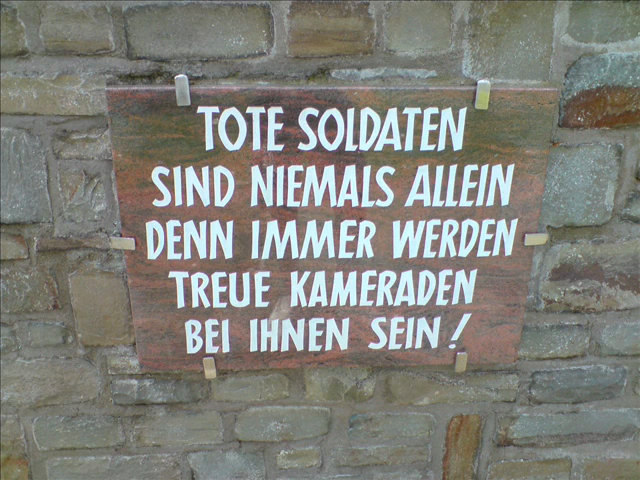 TOTE SOLDATEN
SIND NIEMALS ALLEIN
DENN IMMER WERDEN
TREUE KAMERADEN
BEI IHNEN SEIN!